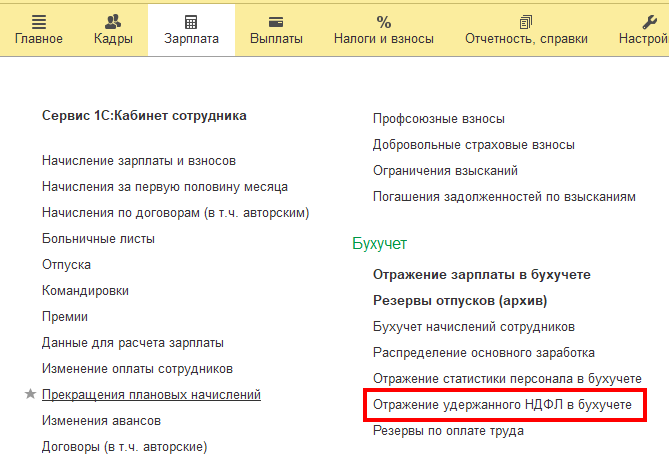 Главное Кадры Зарплата Выплаты Налоги и взносы Отчетность, справки Настрой
Сервис 1С:Кабинет сотрудника
Начисление зарплаты и взносов
Начисления за первую половину месяца
Начисления по договорам (в т.ч. авторским)
Больничные листы
Отпуска
Командировки
Премии
Данные для расчета зарплаты
Изменение оплаты сотрудников
Прекращения плановых начислений
Изменения авансов
Договоры (в т.ч. авторские)
Профсоюзные взносы
Добровольные страховые взносы
Ограничения взысканий
Погашения задолженностей по взысканиям
Бухучет
Отражение зарплаты в бухучете
Резервы отпусков (архив)
Бухучет начислений сотрудников
Распределение основного заработка
Отражение статистики персонала в бухучете
Отражение удержанного НДФЛ в бухучете
Резервы по оплате труда